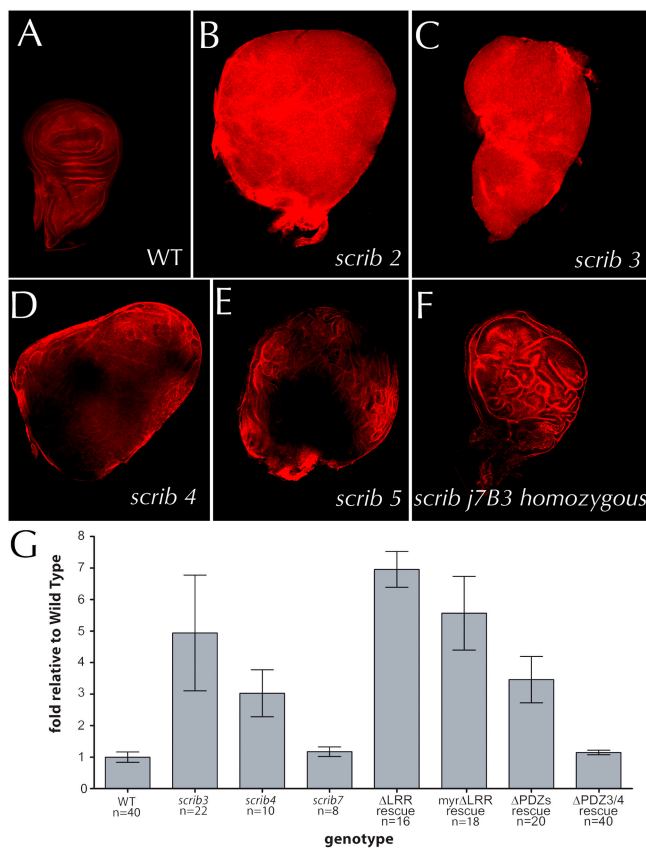 A
B
C
WT
scrib 2
scrib 3
D
E
F
scrib 4
scrib 5
scrib j7B3 homozygous
G
fold relative to Wild Type
8
7
6
5
4
3
2
1
0
WT scrib3 scrib4 scrib7 ΔLRR myrΔLRR ΔPDZs ΔPDZ3/4
n=40 n=22 n=10 n=8 rescue rescue rescue rescue
n=16 n=18 n=20 n=40
genotype